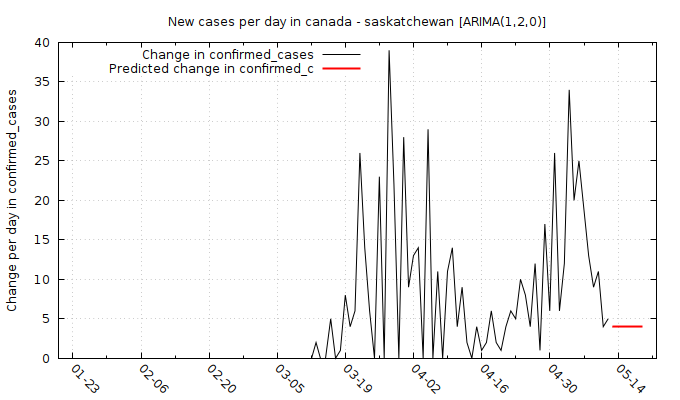 New cases per day in canada - saskatchewan [ARIMA(1,2,0)]
Change in confirmed_cases
Predicted change in confirmed_c
Change per day in confirmed_cases
40
35
30
25
20
15
10
5
0
01-23 02-06 02-20 03-05 03-19 04-02 04-16 04-30 05-14